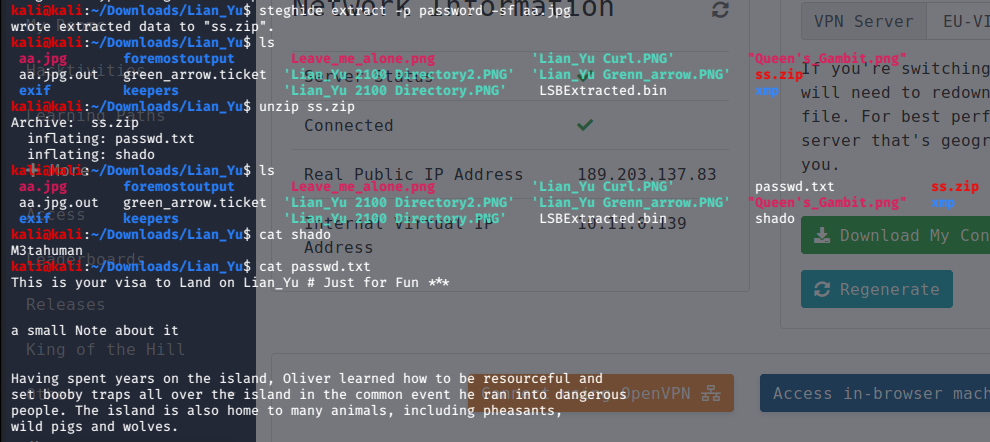 Network Information
VPN Server EU-VI
kali@kali:~/Downloads/Lian_Yu$ steghide extract -p password -sf aa.jpg
wrote extracted data to "ss.zip".
kali@kali:~/Downloads/Lian_Yu$ ls
aa.jpg foremostoutput Leave_me_alone.png 'Lian_Yu Curl.PNG' "Queen's_Gambit.png"
aa.jpg.out green_arrow.ticket 'Lian_Yu 2100 Directory2.PNG' 'Lian_Yu Grenn_arrow.PNG' ss.zip
exif keepers 'Lian_Yu 2100 Directory.PNG' LSBExtracted.bin xmp
Server Status
If you're switching
will need to redown
file. For best perf
server that's geogr
you.
kali@kali:~/Downloads/Lian_Yu$ unzip ss.zip
Archive: ss.zip
inflating: passwd.txt
inflating: shado
Learning Paths
Connected
kali@kali:~/Downloads/Lian_Yu$ ls
aa.jpg foremostoutput Leave_me_alone.png 'Lian_Yu Curl.PNG' passwd.txt ss.zip
aa.jpg.out green_arrow.ticket 'Lian_Yu 2100 Directory2.PNG' 'Lian_Yu Grenn_arrow.PNG' "Queen's_Gambit.png" xmp
exif keepers 'Lian_Yu 2100 Directory.PNG' LSBExtracted.bin shado
Real Public IP Address 189.203.137.83
Access
Internal Virtual IP Address 10.11.0.139
kali@kali:~/Downloads/Lian_Yu$ cat shado
M3tahuman
Leaderboards
Download My Con
kali@kali:~/Downloads/Lian_Yu$ cat passwd.txt
This is your visa to Land on Lian_Yu # Just for Fun ***
Regenerate
Releases
a small Note about it
King of the Hill
Having spent years on the island, Oliver learned how to be resourceful and
set booby traps all over the island in the common event he ran into dangerous
people. The island is also home to many animals, including pheasants,
wild pigs and wolves.
OpenVPN
Access in-browser mach